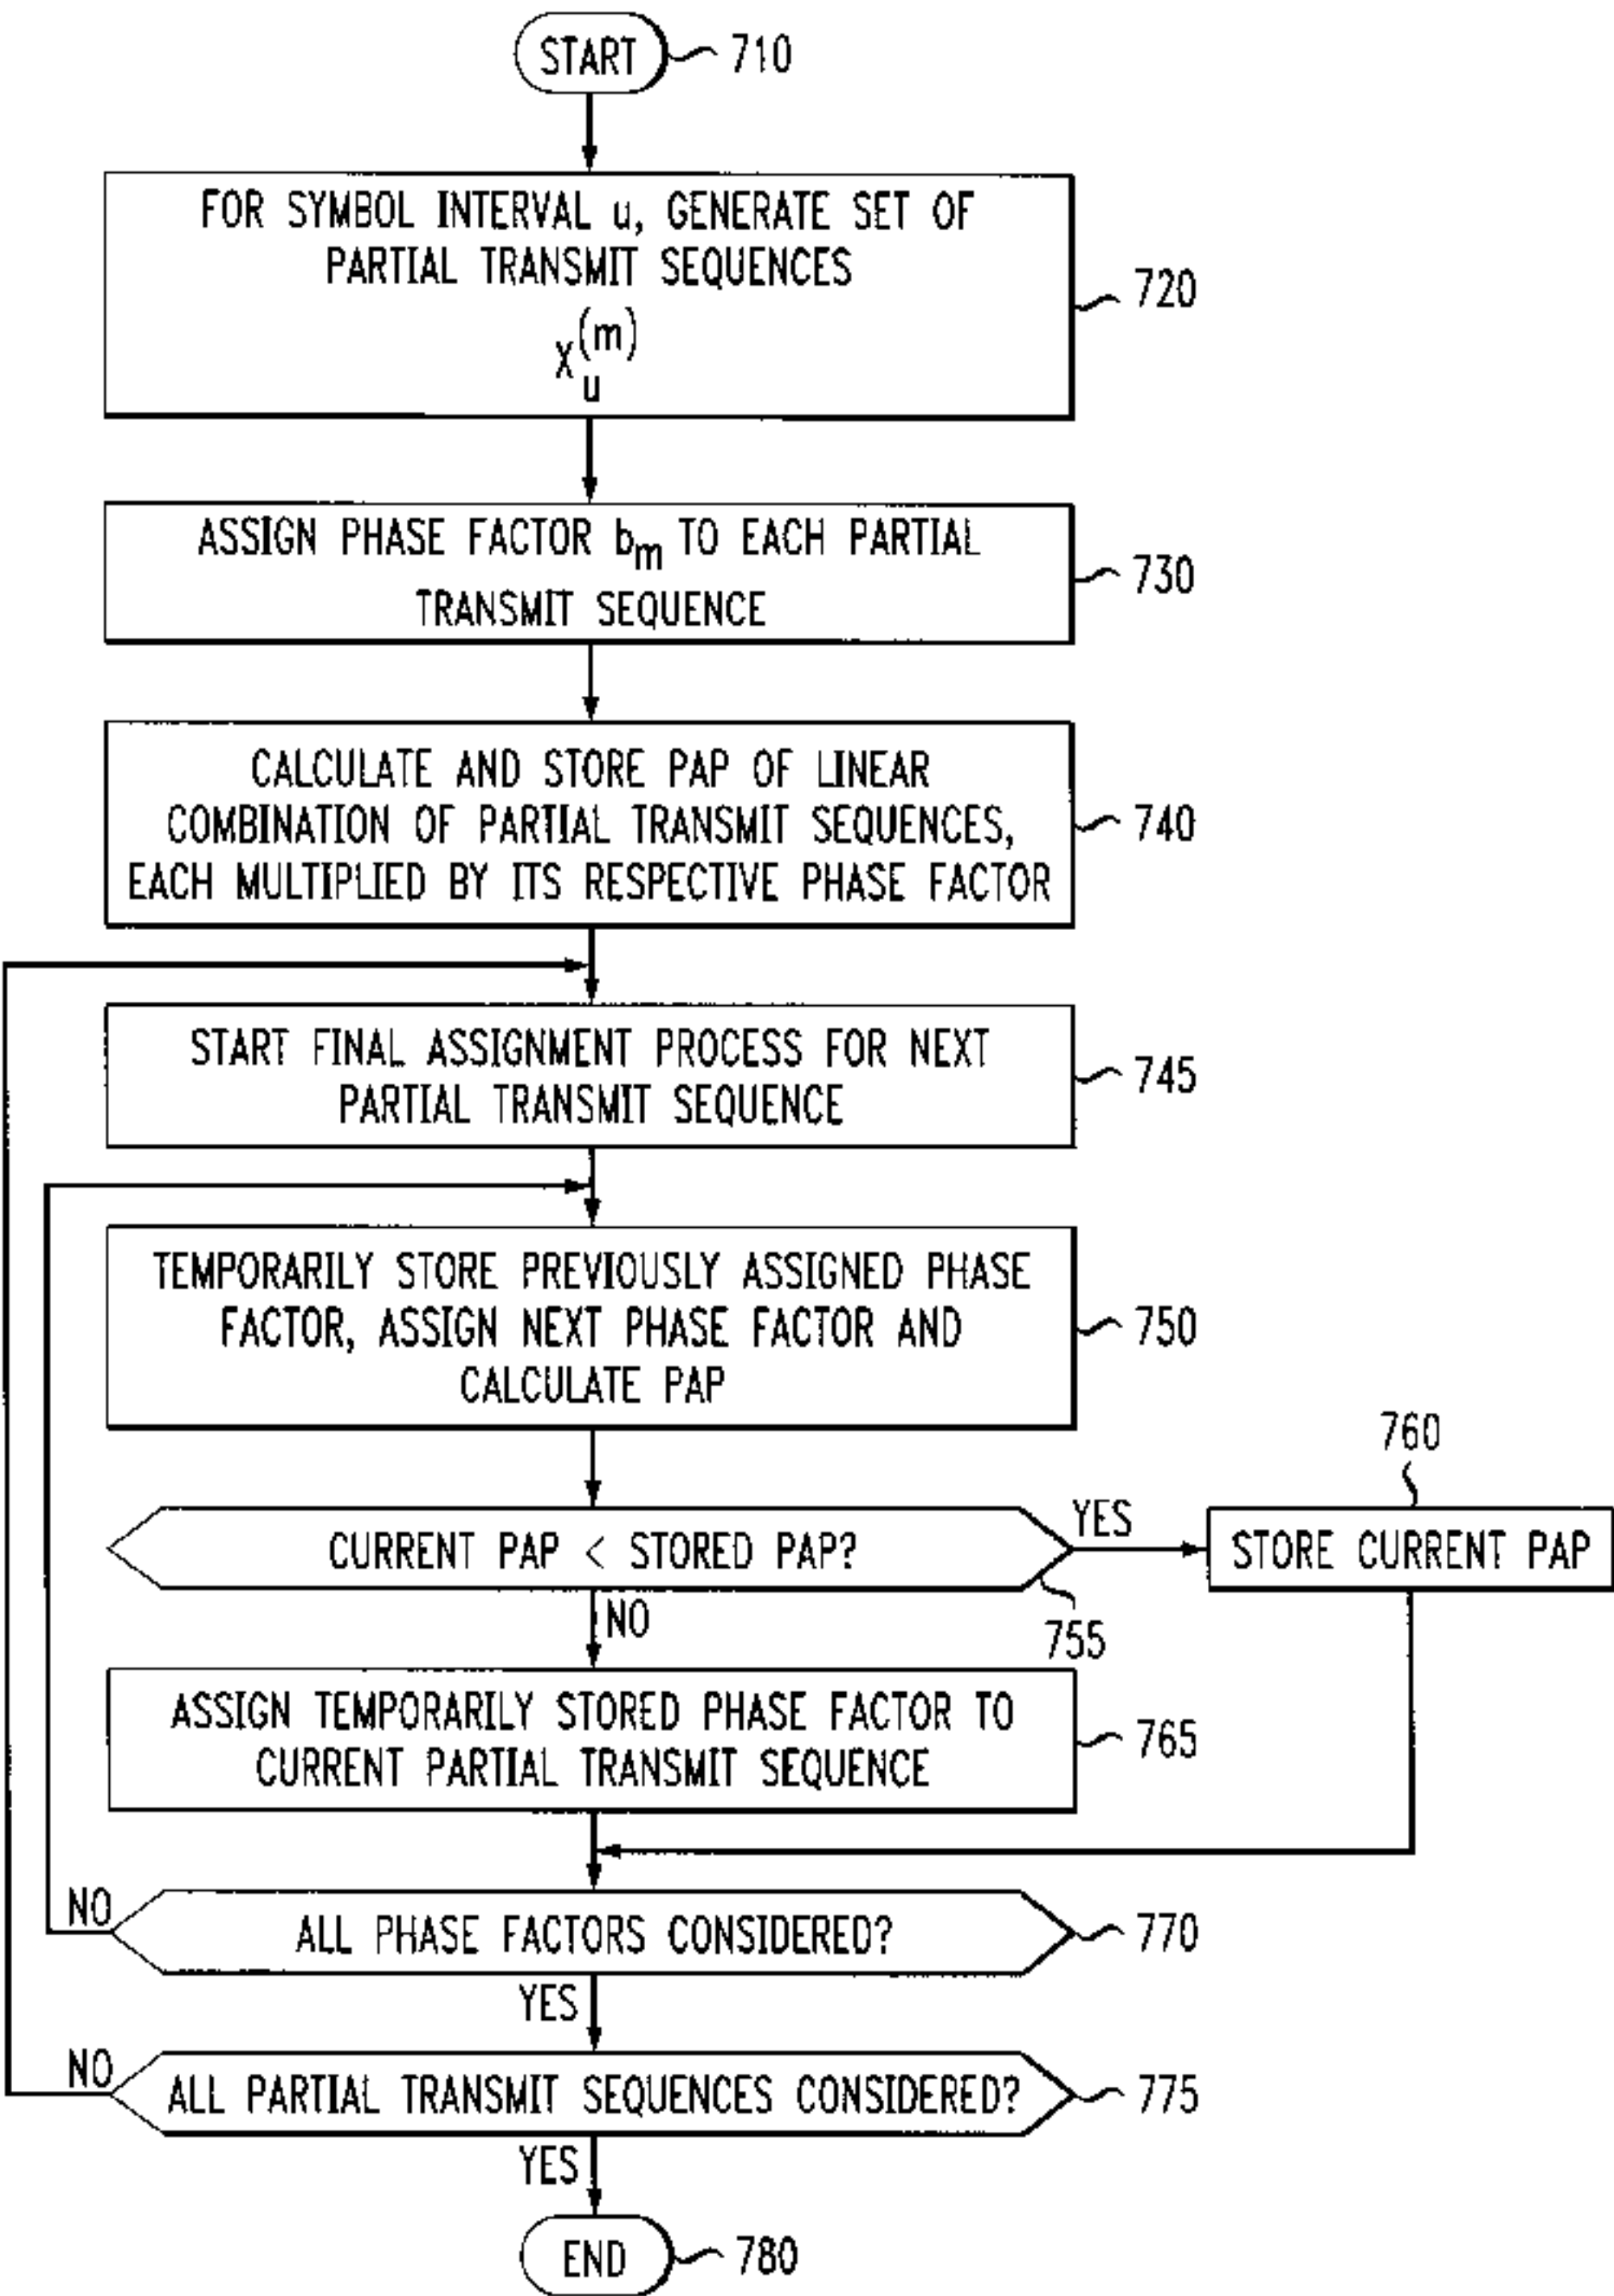 START
710
FOR SYMBOL INTERVAL u, GENERATE SET OF
PARTIAL TRANSMIT SEQUENCES
x_u^(m)
720
ASSIGN PHASE FACTOR b_m TO EACH PARTIAL
TRANSMIT SEQUENCE
730
CALCULATE AND STORE PAP OF LINEAR
COMBINATION OF PARTIAL TRANSMIT SEQUENCES,
EACH MULTIPLIED BY ITS RESPECTIVE PHASE FACTOR
740
START FINAL ASSIGNMENT PROCESS FOR NEXT
PARTIAL TRANSMIT SEQUENCE
745
TEMPORARILY STORE PREVIOUSLY ASSIGNED PHASE
FACTOR, ASSIGN NEXT PHASE FACTOR AND
CALCULATE PAP
750
CURRENT PAP < STORED PAP?
755
YES
760
STORE CURRENT PAP
NO
ASSIGN TEMPORARILY STORED PHASE FACTOR TO
CURRENT PARTIAL TRANSMIT SEQUENCE
765
NO
ALL PHASE FACTORS CONSIDERED?
770
YES
NO
ALL PARTIAL TRANSMIT SEQUENCES CONSIDERED?
775
YES
END
780